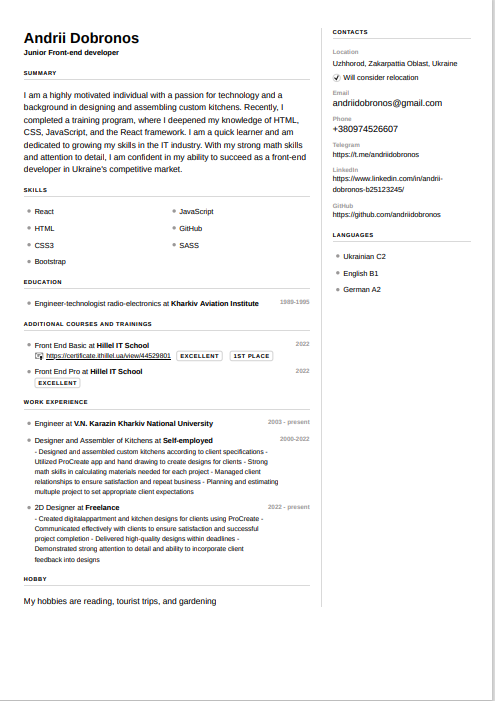 Andrii Dobronos
Junior Front-end developer
SUMMARY
I am a highly motivated individual with a passion for technology and a
background in designing and assembling custom kitchens. Recently, I
completed a training program, where I deepened my knowledge of HTML,
CSS, JavaScript, and the React framework. I am a quick learner and am
dedicated to growing my skills in the IT industry. With my strong math skills
and attention to detail, I am confident in my ability to succeed as a front-end
developer in Ukraine's competitive market.
SKILLS
React
JavaScript
HTML
GitHub
CSS3
SASS
Bootstrap
EDUCATION
Engineer-technologist radio-electronics at Kharkiv Aviation Institute 1989-1995
ADDITIONAL COURSES AND TRAININGS
Front End Basic at Hillel IT School 2022
https://certificate.ithillel.ua/view/44529801 EXCELLENT 1ST PLACE
Front End Pro at Hillel IT School 2022
EXCELLENT
WORK EXPERIENCE
Engineer at V.N. Karazin Kharkiv National University 2003 - present
Designer and Assembler of Kitchens at Self-employed 2000-2022
- Designed and assembled custom kitchens according to client specifications -
Utilized ProCreate app and hand drawing to create designs for clients - Strong
math skills in calculating materials needed for each project - Managed client
relationships to ensure satisfaction and repeat business - Planning and estimating
multiple project to set appropriate client expectations
2D Designer at Freelance 2022 - present
- Created digitalappartment and kitchen designs for clients using ProCreate -
Communicated effectively with clients to ensure satisfaction and successful
project completion - Delivered high-quality designs within deadlines -
Demonstrated strong attention to detail and ability to incorporate client
feedback into designs
HOBBY
My hobbies are reading, tourist trips, and gardening
CONTACTS
Location
Uzhhorod, Zakarpattia Oblast, Ukraine
Will consider relocation
Email
andriidobronos@gmail.com
Phone
+380974526607
Telegram
https://t.me/andriidobronos
LinkedIn
https://www.linkedin.com/in/andrii-
dobronos-b25123245/
GitHub
https://github.com/andriidobronos
LANGUAGES
Ukrainian C2
English B1
German A2